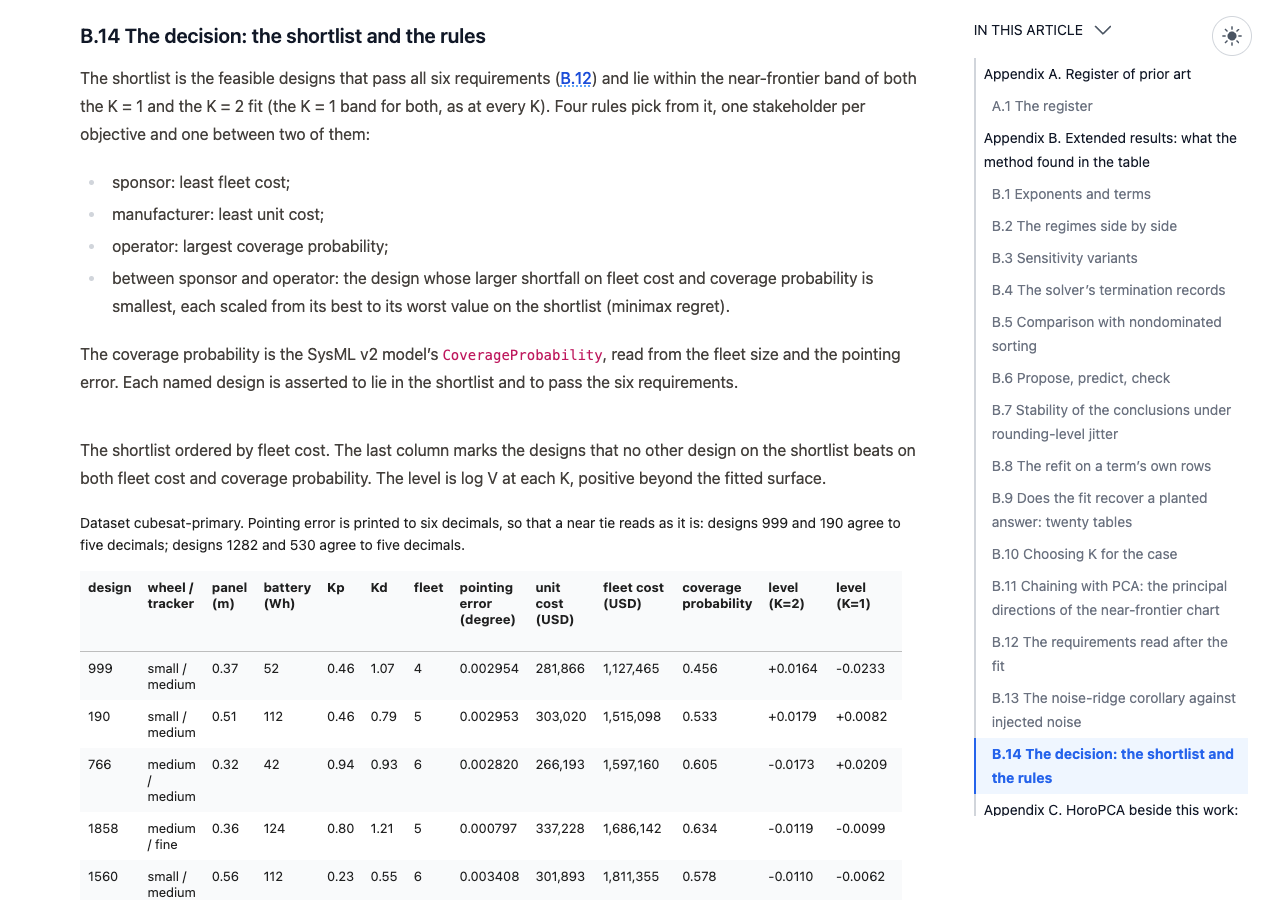 B.14 The decision: the shortlist and the rules
The shortlist is the feasible designs that pass all six requirements (B.12) and lie within the near-frontier band of both
the K = 1 and the K = 2 fit (the K = 1 band for both, as at every K). Four rules pick from it, one stakeholder per
objective and one between two of them:
sponsor: least fleet cost;
manufacturer: least unit cost;
operator: largest coverage probability;
between sponsor and operator: the design whose larger shortfall on fleet cost and coverage probability is
smallest, each scaled from its best to its worst value on the shortlist (minimax regret).
The coverage probability is the SysML v2 model’s CoverageProbability, read from the fleet size and the pointing
error. Each named design is asserted to lie in the shortlist and to pass the six requirements.
The shortlist ordered by fleet cost. The last column marks the designs that no other design on the shortlist beats on
both fleet cost and coverage probability. The level is log V at each K, positive beyond the fitted surface.
Dataset cubesat-primary. Pointing error is printed to six decimals, so that a near tie reads as it is: designs 999 and 190 agree to
five decimals; designs 1282 and 530 agree to five decimals.
design wheel / panel battery Kp Kd fleet pointing unit fleet cost coverage level level
tracker (m) (Wh) error cost (USD) probability (K=2) (K=1)
(degree) (USD)
999 small / 0.37 52 0.46 1.07 4 0.002954 281,866 1,127,465 0.456 +0.0164 -0.0233
medium
190 small / 0.51 112 0.46 0.79 5 0.002953 303,020 1,515,098 0.533 +0.0179 +0.0082
medium
766 medium 0.32 42 0.94 0.93 6 0.002820 266,193 1,597,160 0.605 -0.0173 +0.0209
/
medium
1858 medium 0.36 124 0.80 1.21 5 0.000797 337,228 1,686,142 0.634 -0.0119 -0.0099
/ fine
1560 small / 0.56 112 0.23 0.55 6 0.003408 301,893 1,811,355 0.578 -0.0110 -0.0062
medium
IN THIS ARTICLE
Appendix A. Register of prior art
A.1 The register
Appendix B. Extended results: what the
method found in the table
B.1 Exponents and terms
B.2 The regimes side by side
B.3 Sensitivity variants
B.4 The solver’s termination records
B.5 Comparison with nondominated
sorting
B.6 Propose, predict, check
B.7 Stability of the conclusions under
rounding-level jitter
B.8 The refit on a term’s own rows
B.9 Does the fit recover a planted
answer: twenty tables
B.10 Choosing K for the case
B.11 Chaining with PCA: the principal
directions of the near-frontier chart
B.12 The requirements read after the
fit
B.13 The noise-ridge corollary against
injected noise
B.14 The decision: the shortlist and
the rules
Appendix C. HoroPCA beside this work: